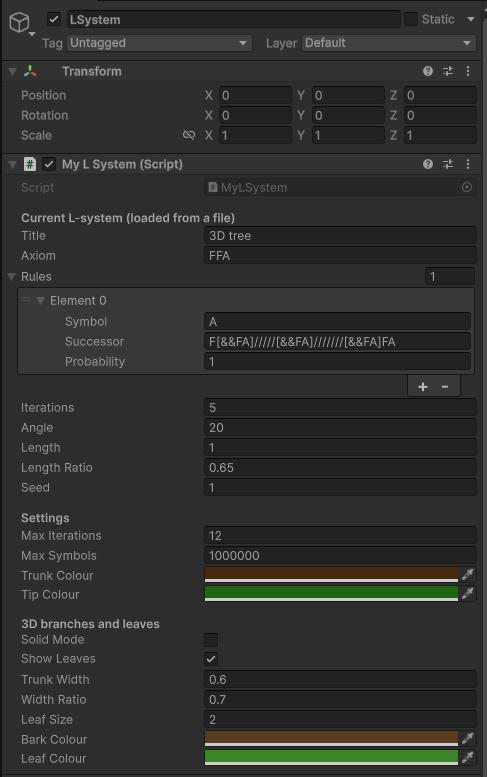 LSystem Static
Tag Untagged Layer Default
Transform
Position X 0 Y 0 Z 0
Rotation X 0 Y 0 Z 0
Scale X 1 Y 1 Z 1
# My L System (Script)
Script # MyLSystem
Current L-system (loaded from a file)
Title 3D tree
Axiom FFA
Rules 1
Element 0
Symbol A
Successor F[&&FA]/////[&&FA]///////[&&FA]FA
Probability 1
+ -
Iterations 5
Angle 20
Length 1
Length Ratio 0.65
Seed 1
Settings
Max Iterations 12
Max Symbols 1000000
Trunk Colour
Tip Colour
3D branches and leaves
Solid Mode
Show Leaves
Trunk Width 0.6
Width Ratio 0.7
Leaf Size 2
Bark Colour
Leaf Colour